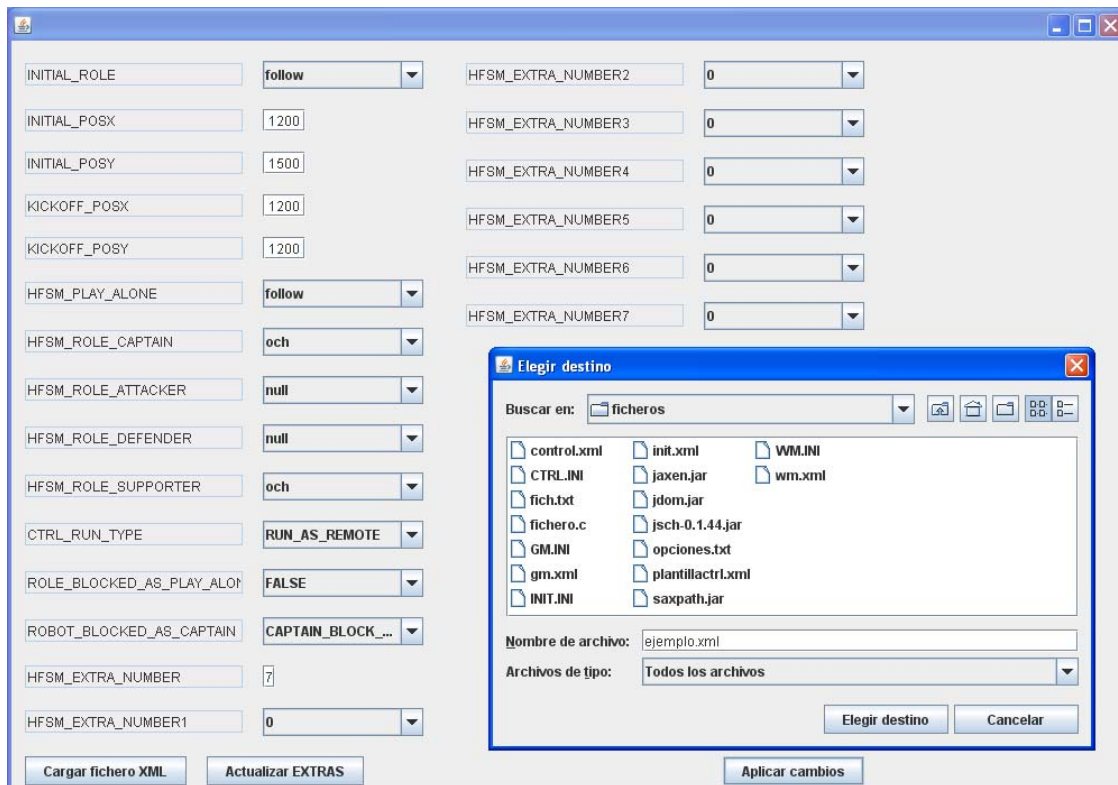 INITIAL_ROLE follow
INITIAL_POSX 1200
INITIAL_POSY 1500
KICKOFF_POSX 1200
KICKOFF_POSY 1200
HFSM_PLAY_ALONE follow
HFSM_ROLE_CAPTAIN och
HFSM_ROLE_ATTACKER null
HFSM_ROLE_DEFENDER null
HFSM_ROLE_SUPPORTER och
CTRL_RUN_TYPE RUN_AS_REMOTE
ROLE_BLOCKED_AS_PLAY_ALON FALSE
ROBOT_BLOCKED_AS_CAPTAIN CAPTAIN_BLOCK_...
HFSM_EXTRA_NUMBER 7
HFSM_EXTRA_NUMBER1 0
HFSM_EXTRA_NUMBER2 0
HFSM_EXTRA_NUMBER3 0
HFSM_EXTRA_NUMBER4 0
HFSM_EXTRA_NUMBER5 0
HFSM_EXTRA_NUMBER6 0
HFSM_EXTRA_NUMBER7 0
Elegir destino
Buscar en: ficheros
control.xml init.xml WM.INI
CTRL.INI jaxen.jar wm.xml
fich.txt jdom.jar
fichero.c jsch-0.1.44.jar
GM.INI opciones.txt
gm.xml plantillactrl.xml
INIT.INI saxpath.jar
Nombre de archivo: ejemplo.xml
Archivos de tipo: Todos los archivos
Elegir destino Cancelar
Cargar fichero XML Actualizar EXTRAS Aplicar cambios